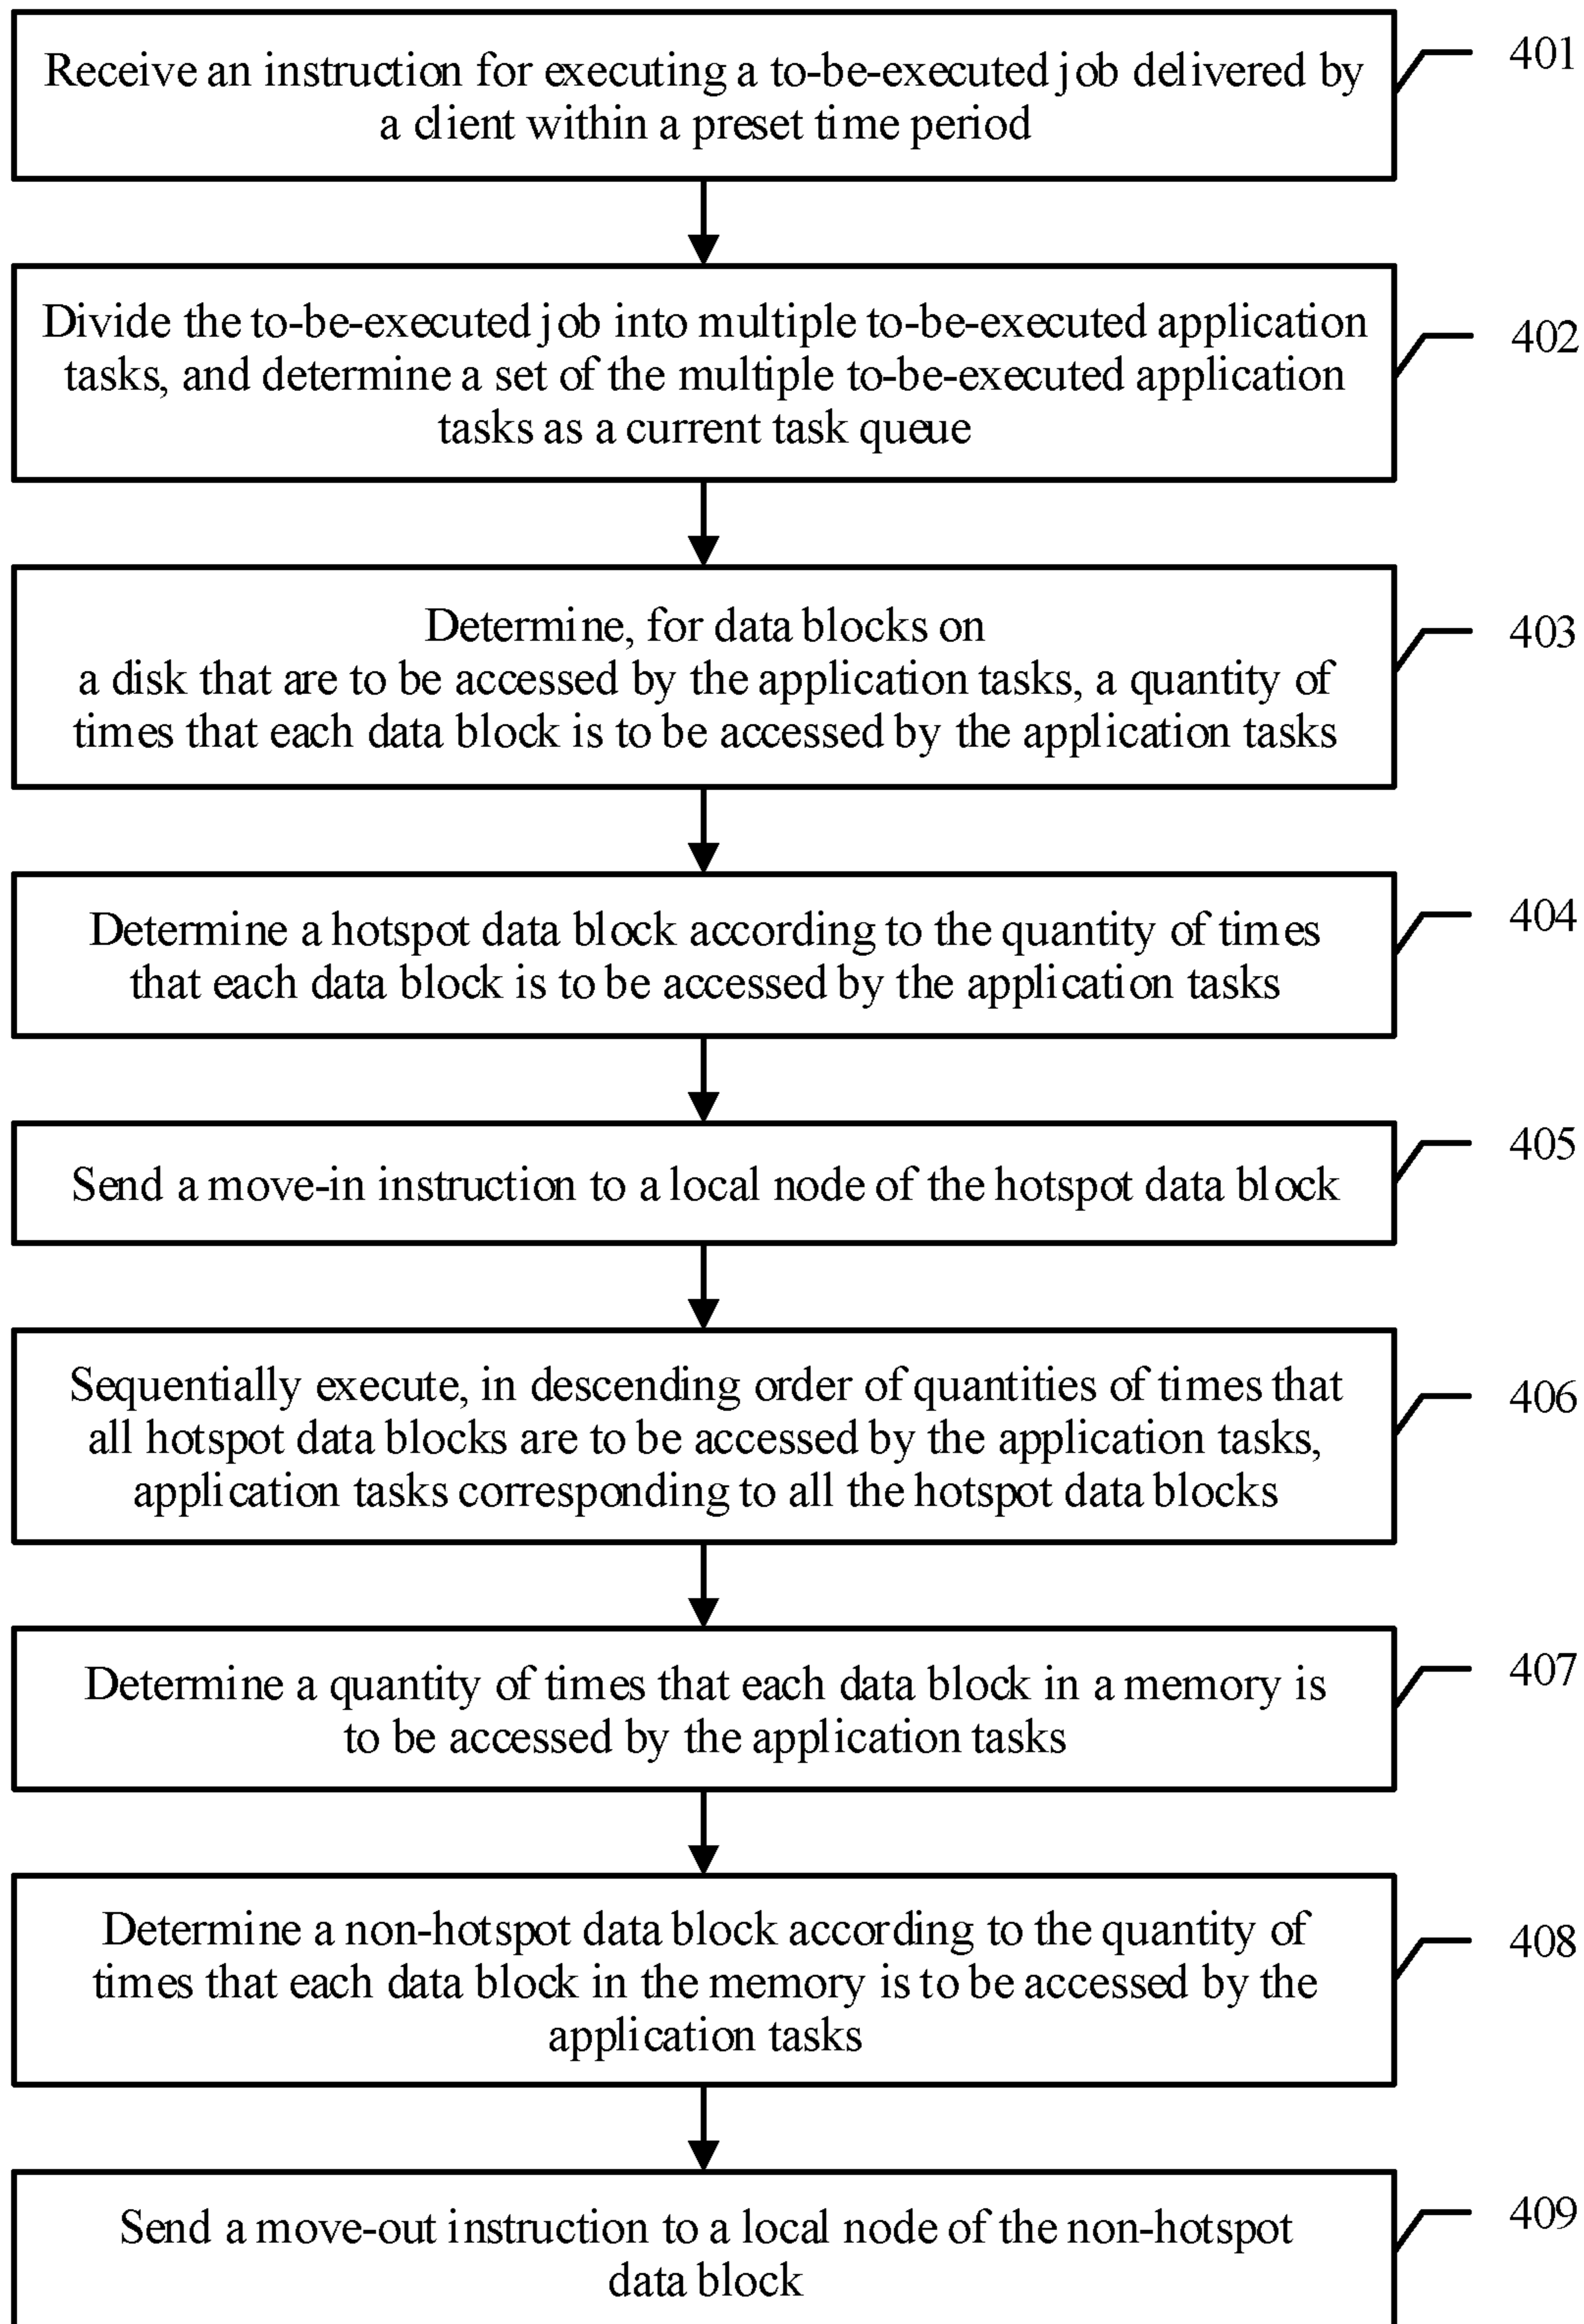 Receive an instruction for executing a to-be-executed job delivered by
a client within a preset time period
401
Divide the to-be-executed job into multiple to-be-executed application
tasks, and determine a set of the multiple to-be-executed application
tasks as a current task queue
402
Determine, for data blocks on
a disk that are to be accessed by the application tasks, a quantity of
times that each data block is to be accessed by the application tasks
403
Determine a hotspot data block according to the quantity of times
that each data block is to be accessed by the application tasks
404
Send a move-in instruction to a local node of the hotspot data block
405
Sequentially execute, in descending order of quantities of times that
all hotspot data blocks are to be accessed by the application tasks,
application tasks corresponding to all the hotspot data blocks
406
Determine a quantity of times that each data block in a memory is
to be accessed by the application tasks
407
Determine a non-hotspot data block according to the quantity of
times that each data block in the memory is to be accessed by the
application tasks
408
Send a move-out instruction to a local node of the non-hotspot
data block
409